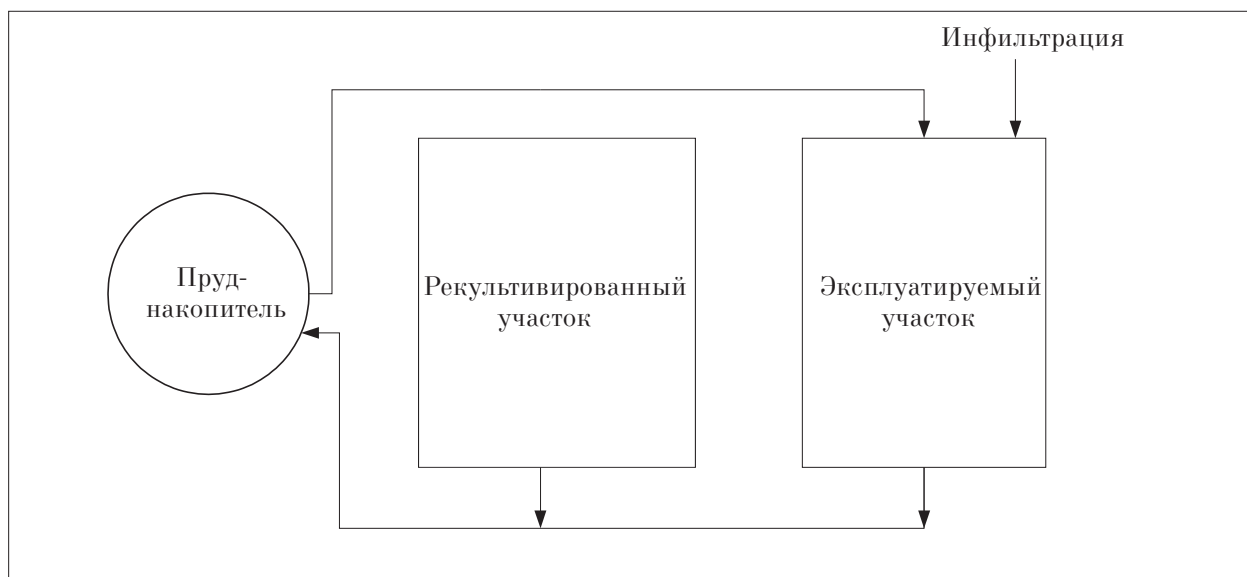 Инфильтрация
Пруд-
накопитель
Рекультивированный
участок
Эксплуатируемый
участок